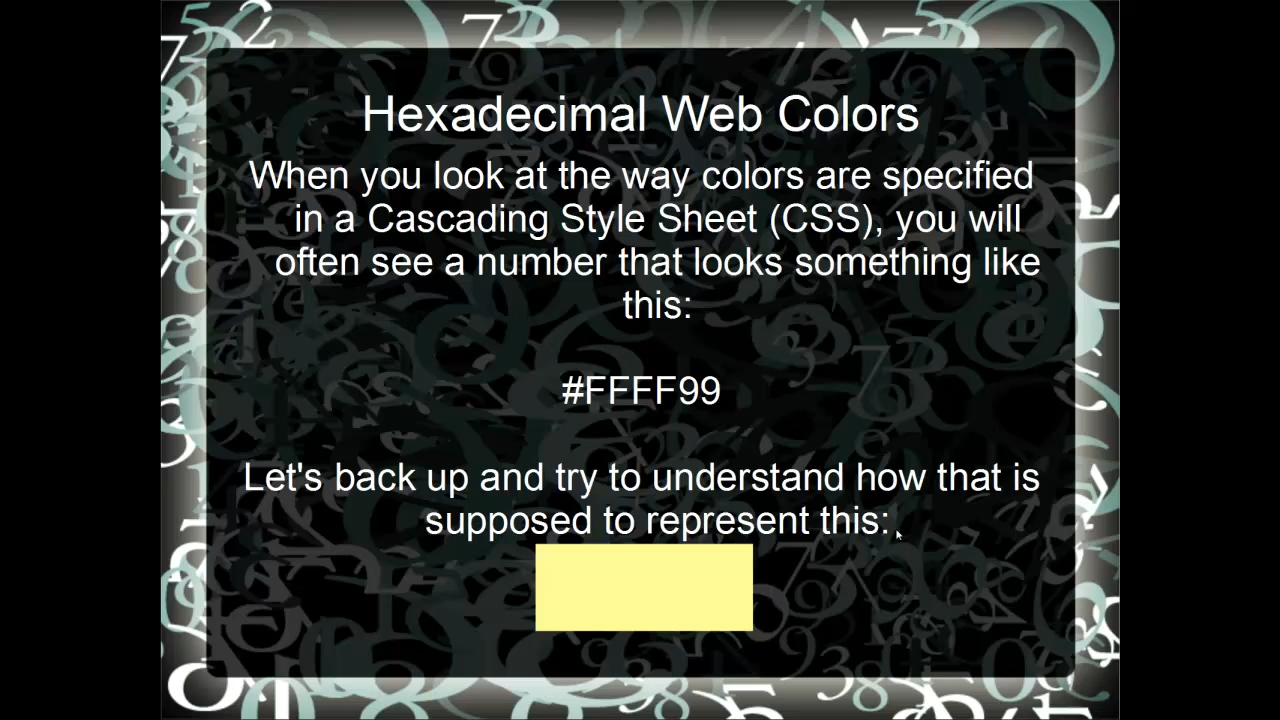 Hexadecimal Web Colors
When you look at the way colors are specified
in a Cascading Style Sheet (CSS), you will
often see a number that looks something like
this:
#FFFF99
Let's back up and try to understand how that is
supposed to represent this: